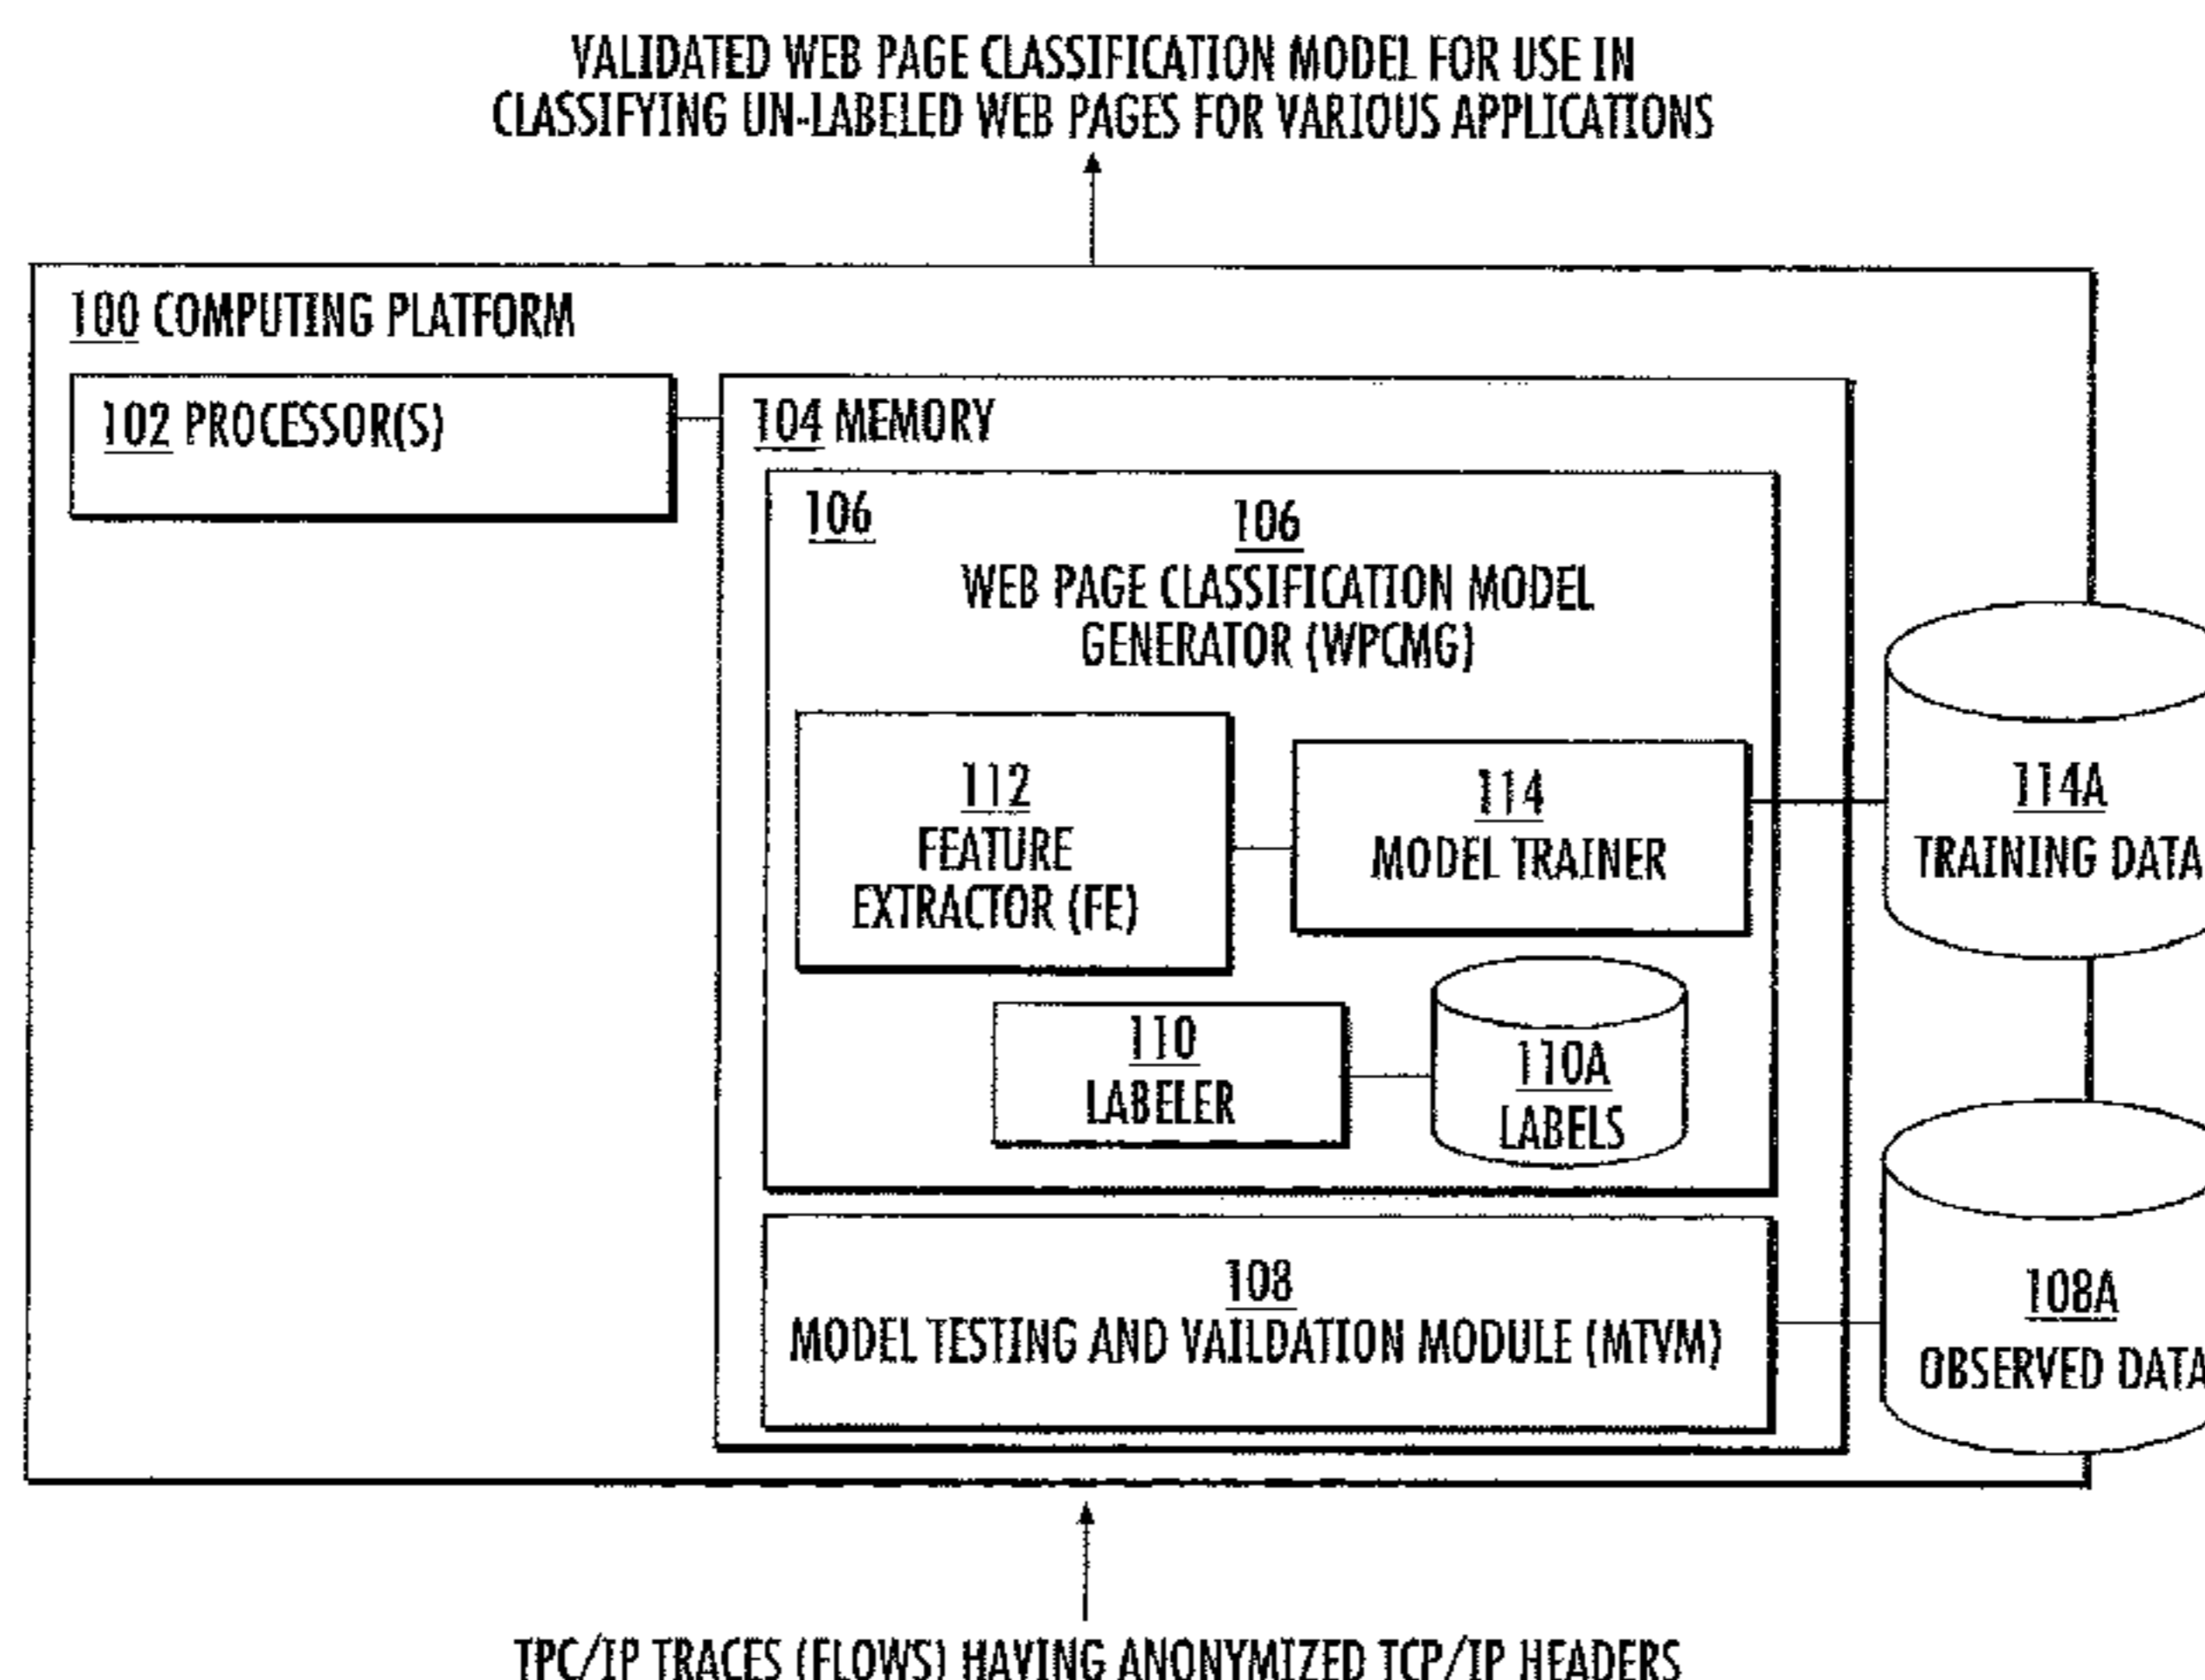 VALIDATED WEB PAGE CLASSIFICATION MODEL FOR USE IN
CLASSIFYING UN-LABELED WEB PAGES FOR VARIOUS APPLICATIONS
100 COMPUTING PLATFORM
102 PROCESSOR(S)
104 MEMORY
106
106
WEB PAGE CLASSIFICATION MODEL
GENERATOR (WPCMG)
112
FEATURE
EXTRACTOR (FE)
114
MODEL TRAINER
114A
TRAINING DATA
110
LABELER
110A
LABELS
108
MODEL TESTING AND VAILDATION MODULE (MTVM)
108A
OBSERVED DATA
TPC/IP TRACES (FLOWS) HAVING ANONYMIZED TCP/IP HEADERS